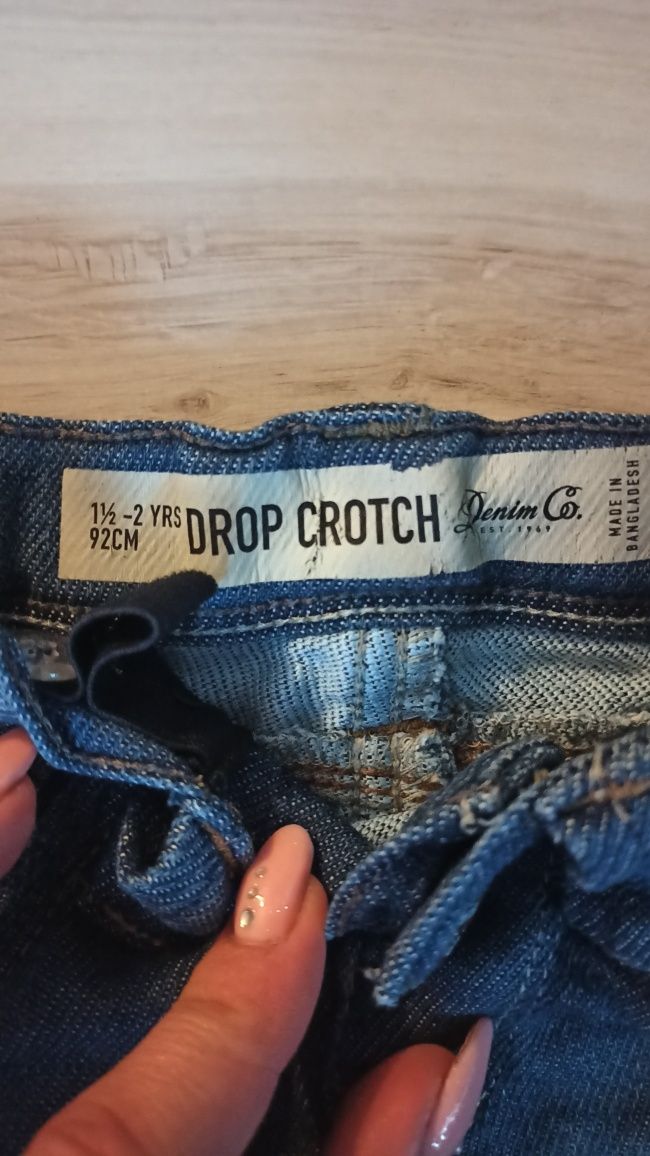 1½ -2 YRS
92CM
DROP CROTCH
Denim Co.
EST. 1969
MADE IN
BANGLADESH